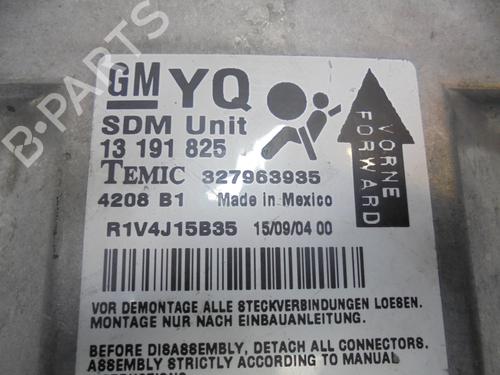 B-PARTS
GM YQ
SDM Unit
13 191 825
TEMIC 327963935
4208 B1 Made in Mexico
R1V4J15B35 15/09/04 00
VORNE
FORWARD
VOR DEMONTAGE ALLE STECKVERBINDUNGEN LOESEN.
MONTAGE NUR NACH EINBAUANLEITUNG.
BEFORE DISASSEMBLY, DETACH ALL CONNECTORS.
ASSEMBLY STRICTLY ACCORDING TO MANUAL
INSTRUCTIONS